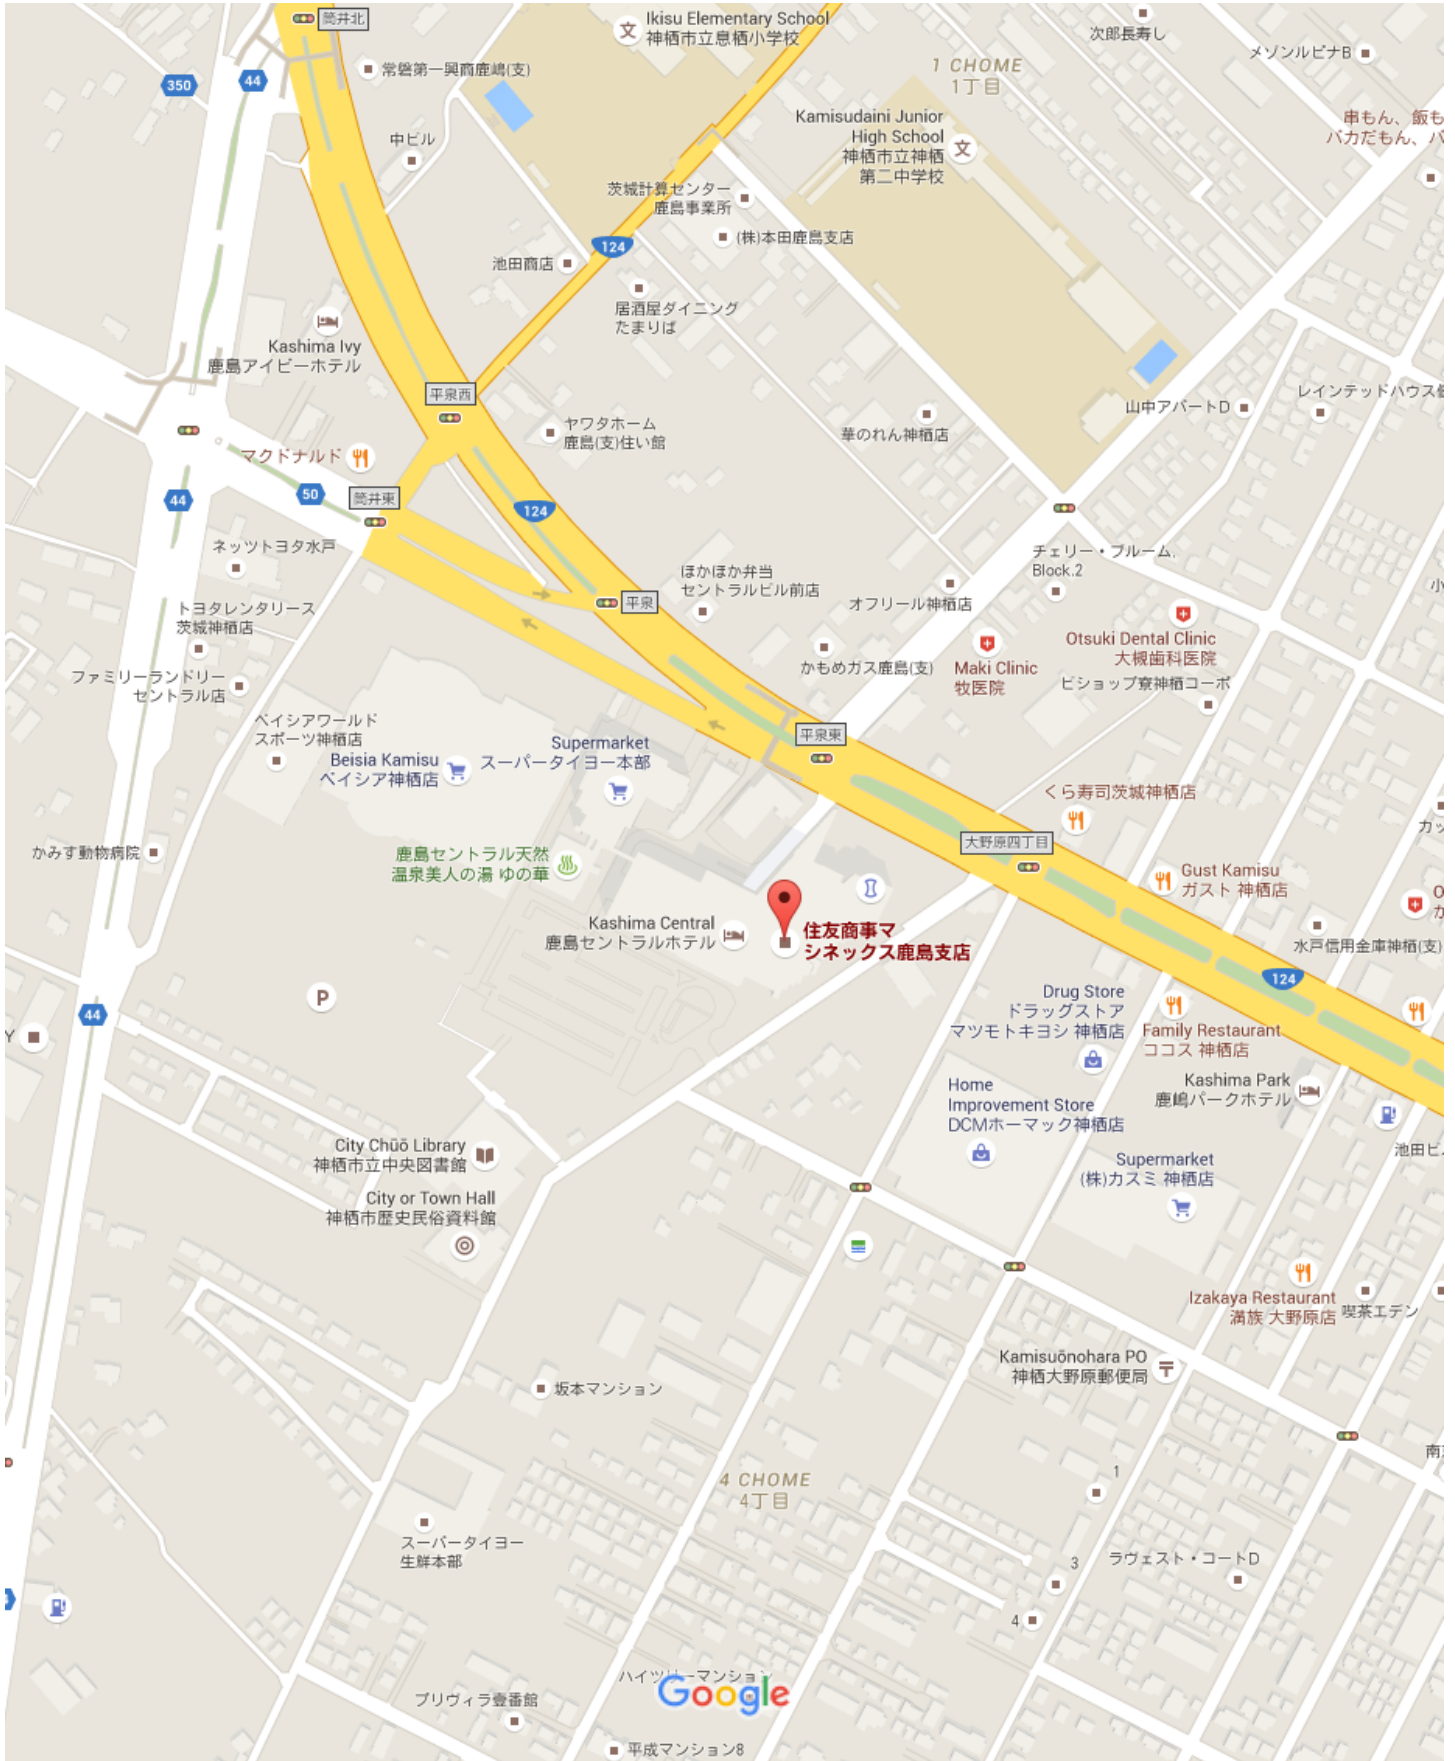 筒井北
Ikisu Elementary School
神栖市立息栖小学校
次郎長寿し
メゾンルピナB
常磐第一興商鹿嶋(支)
350
44
1 CHOME
1丁目
Kamisudaini Junior
High School
神栖市立神栖
第二中学校
串もん、飯も
バカだもん、バ
中ビル
茨城計算センター
鹿島事業所
(株)本田鹿島支店
124
池田商店
居酒屋ダイニング
たまりば
Kashima Ivy
鹿島アイビーホテル
平泉西
ヤワタホーム
鹿島(支)住い館
華のれん神栖店
山中アパートD
レインテッドハウス
マクドナルド
44
50
筒井東
124
ネッツトヨタ水戸
トヨタレンタリース
茨城神栖店
ファミリーランドリー
セントラル店
平泉
ほかほか弁当
セントラルビル前店
オフリール神栖店
チェリー・ブルーム,
Block.2
小
かもめガス鹿島(支)
Maki Clinic
牧医院
Otsuki Dental Clinic
大槻歯科医院
ビショップ寮神栖コーポ
ベイシアワールド
スポーツ神栖店
Beisia Kamisu
ベイシア神栖店
Supermarket
スーパータイヨー本部
平泉東
くら寿司茨城神栖店
カッ
かみす動物病院
鹿島セントラル天然
温泉美人の湯 ゆの華
大野原四丁目
Gust Kamisu
ガスト 神栖店
O
か
Kashima Central
鹿島セントラルホテル
住友商事マ
シネックス鹿島支店
水戸信用金庫神栖(支)
124
P
44
Y
Drug Store
ドラッグストア
マツモトキヨシ 神栖店
Family Restaurant
ココス 神栖店
Kashima Park
鹿嶋パークホテル
Home
Improvement Store
DCMホーマック神栖店
池田ビ
Supermarket
(株)カスミ 神栖店
City Chūō Library
神栖市立中央図書館
City or Town Hall
神栖市歴史民俗資料館
Izakaya Restaurant
満族 大野原店
喫茶エデン
Kamisuōnohara PO
神栖大野原郵便局
坂本マンション
4 CHOME
4丁目
1
南
スーパータイヨー
生鮮本部
3
ラヴェスト・コートD
4
Google
プリヴィラ壹番館
平成マンション8